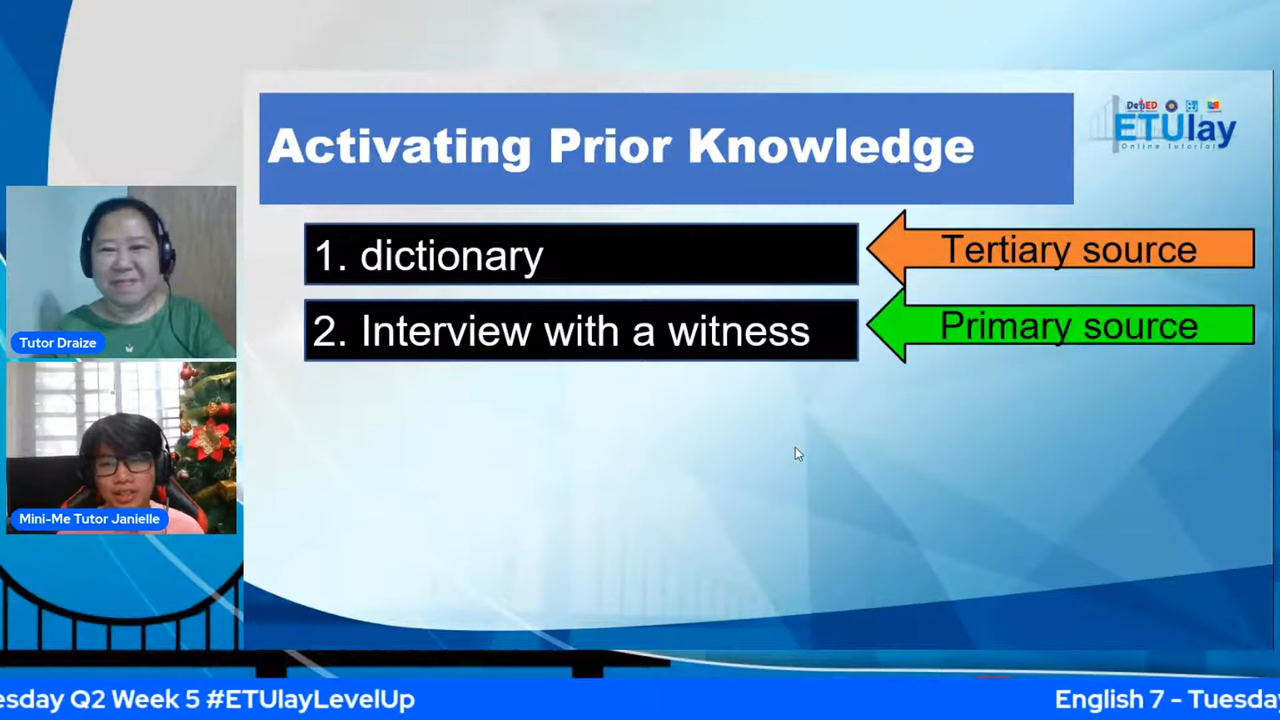 Activating Prior Knowledge
DepED
ETUlay
Online Tutorial
1. dictionary
Tertiary source
2. Interview with a witness
Primary source
Tutor Draize
Mini-Me Tutor Janielle
esday Q2 Week 5 #ETUlayLevelUp
English 7 - Tuesda